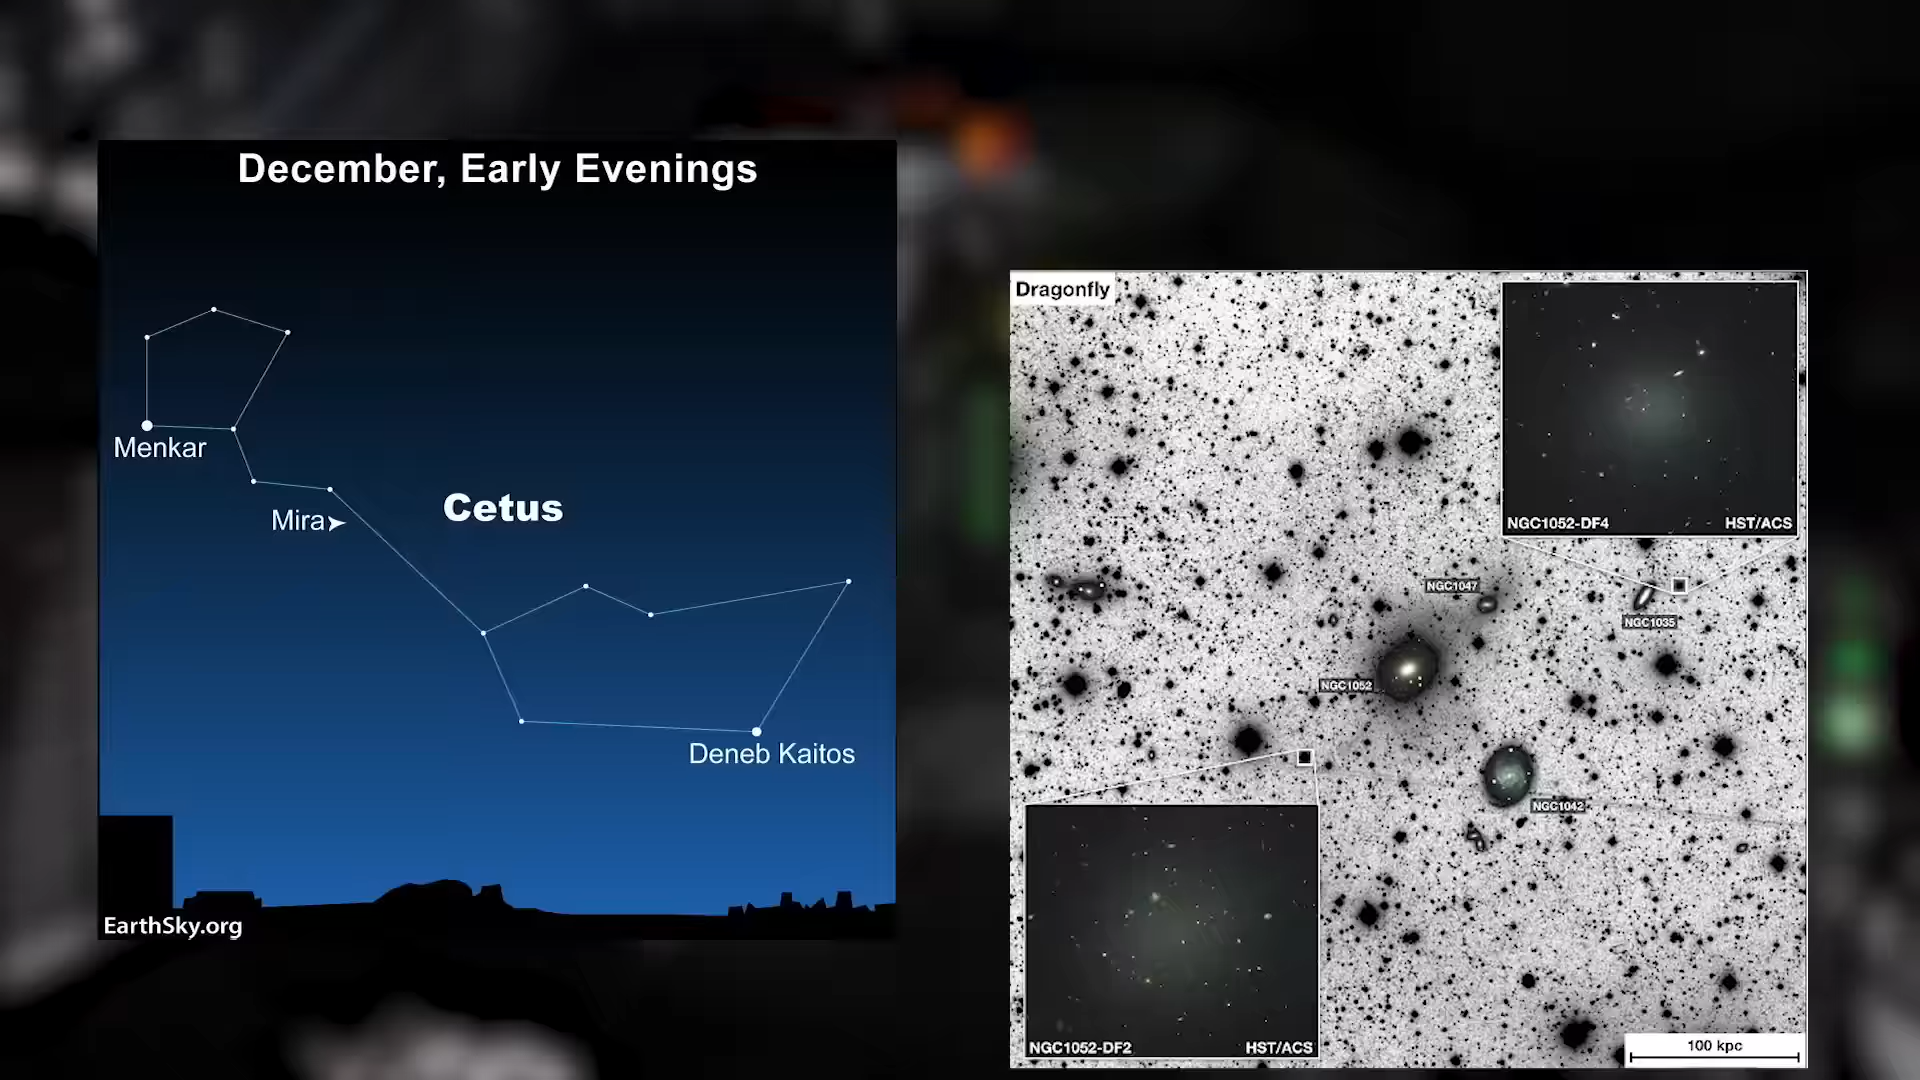 December, Early Evenings
Menkar
Mira
Cetus
Deneb Kaitos
EarthSky.org
Dragonfly
NGC1052-DF4 HST/ACS
NGC1047
NGC1035
NGC1052
NGC1042
NGC1052-DF2 HST/ACS
100 kpc